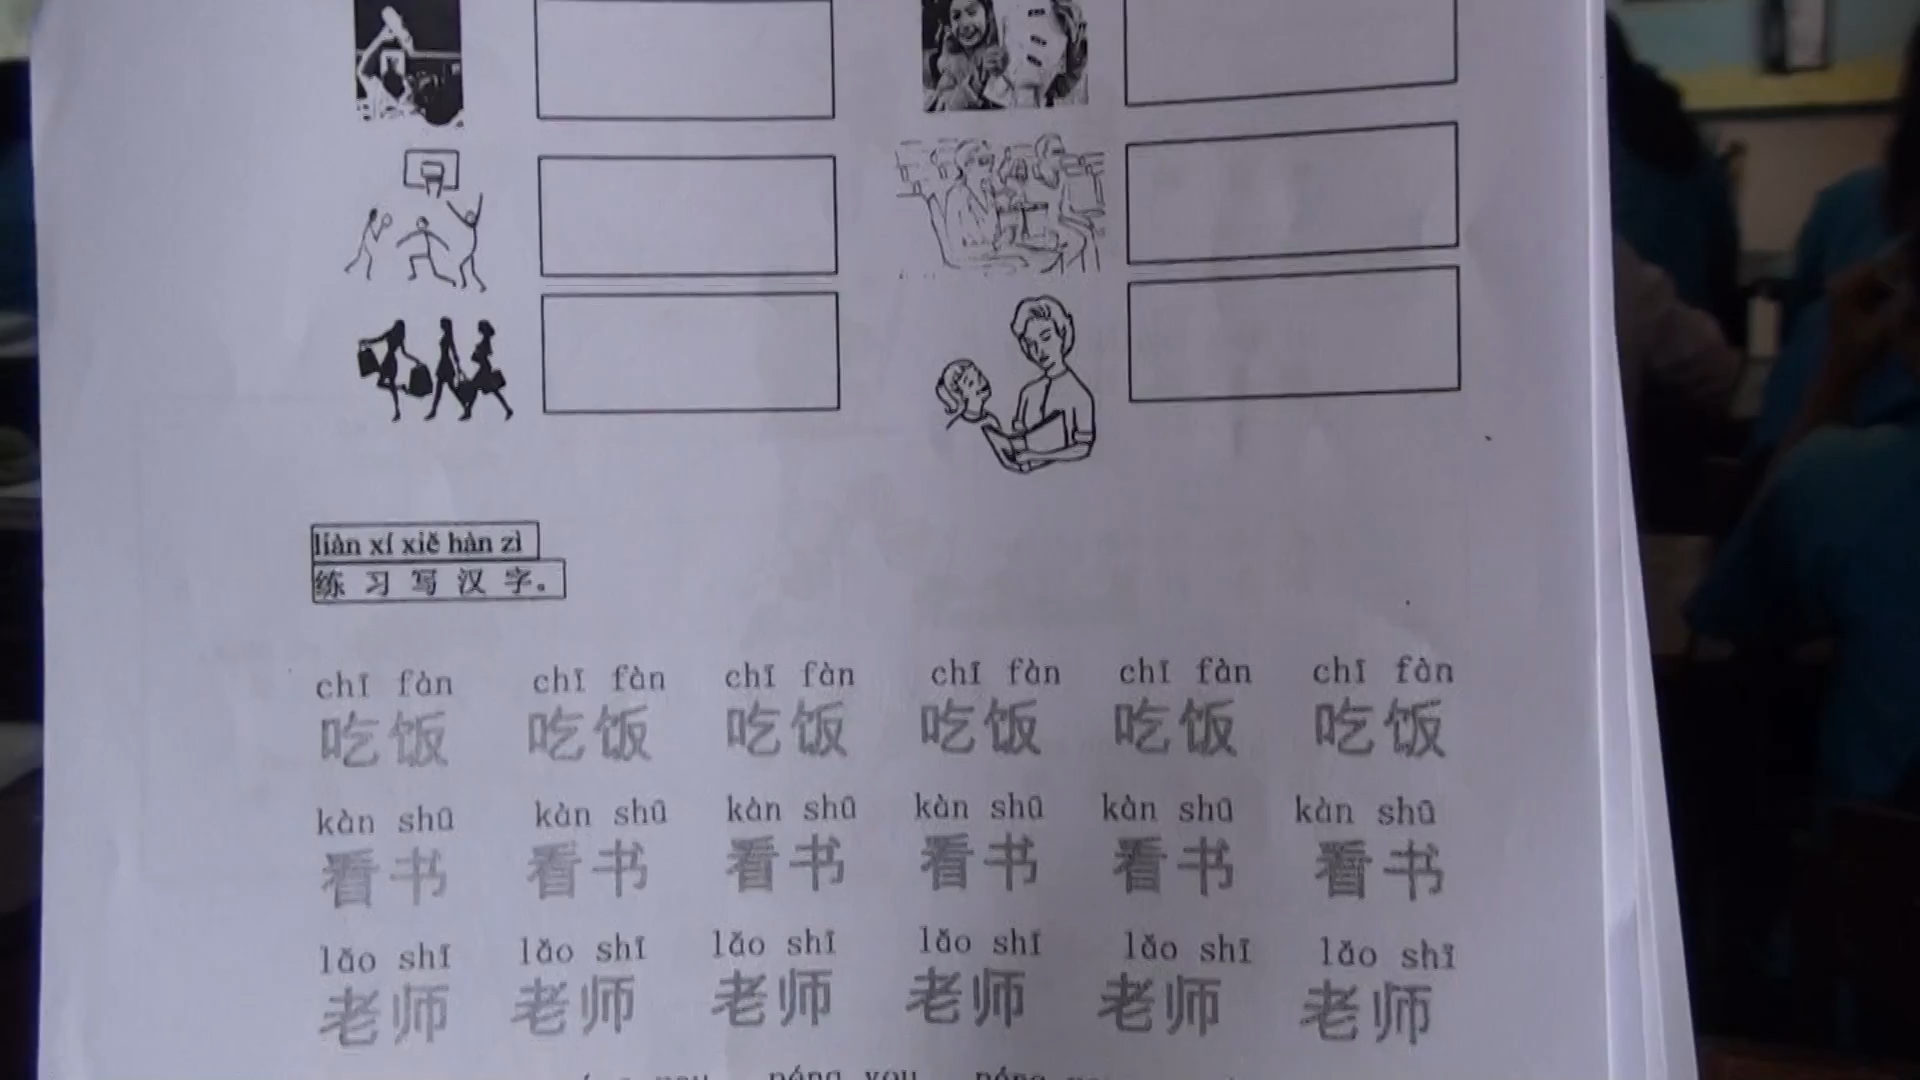 liàn xí xiě hàn zì
练 习 写 汉 字。
chī fàn chī fàn chī fàn chī fàn chī fàn chī fàn
吃饭 吃饭 吃饭 吃饭 吃饭 吃饭
kàn shū kàn shū kàn shū kàn shū kàn shū kàn shū
看书 看书 看书 看书 看书 看书
lǎo shī lǎo shī lǎo shī lǎo shī lǎo shī lǎo shī
老师 老师 老师 老师 老师 老师